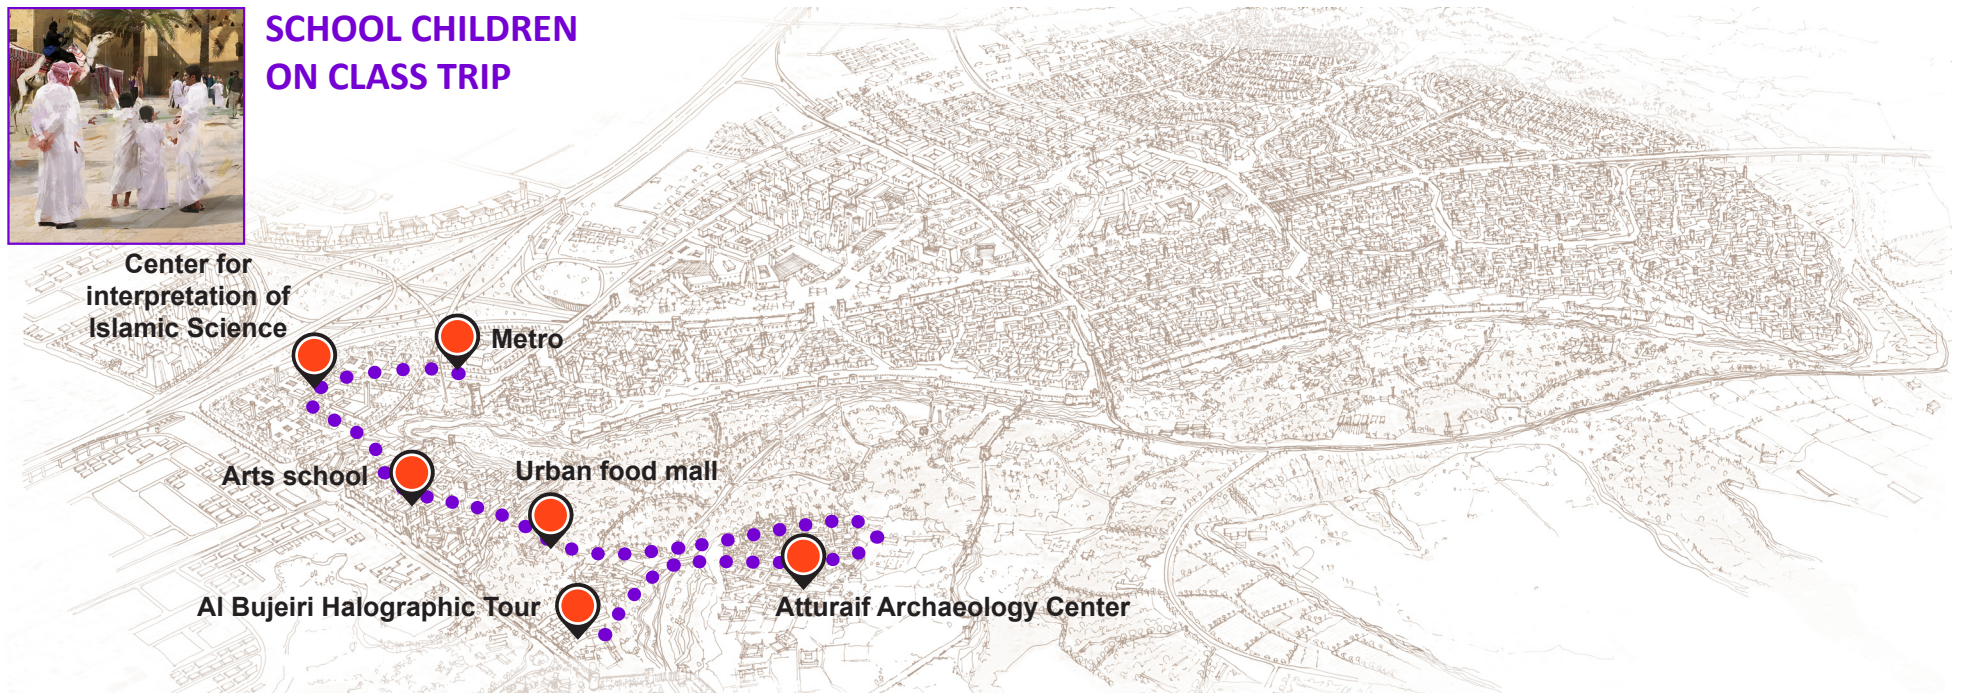 SCHOOL CHILDREN
ON CLASS TRIP
Center for
interpretation of
Islamic Science
Metro
Arts school
Urban food mall
Al Bujeiri Halographic Tour
Atturaif Archaeology Center